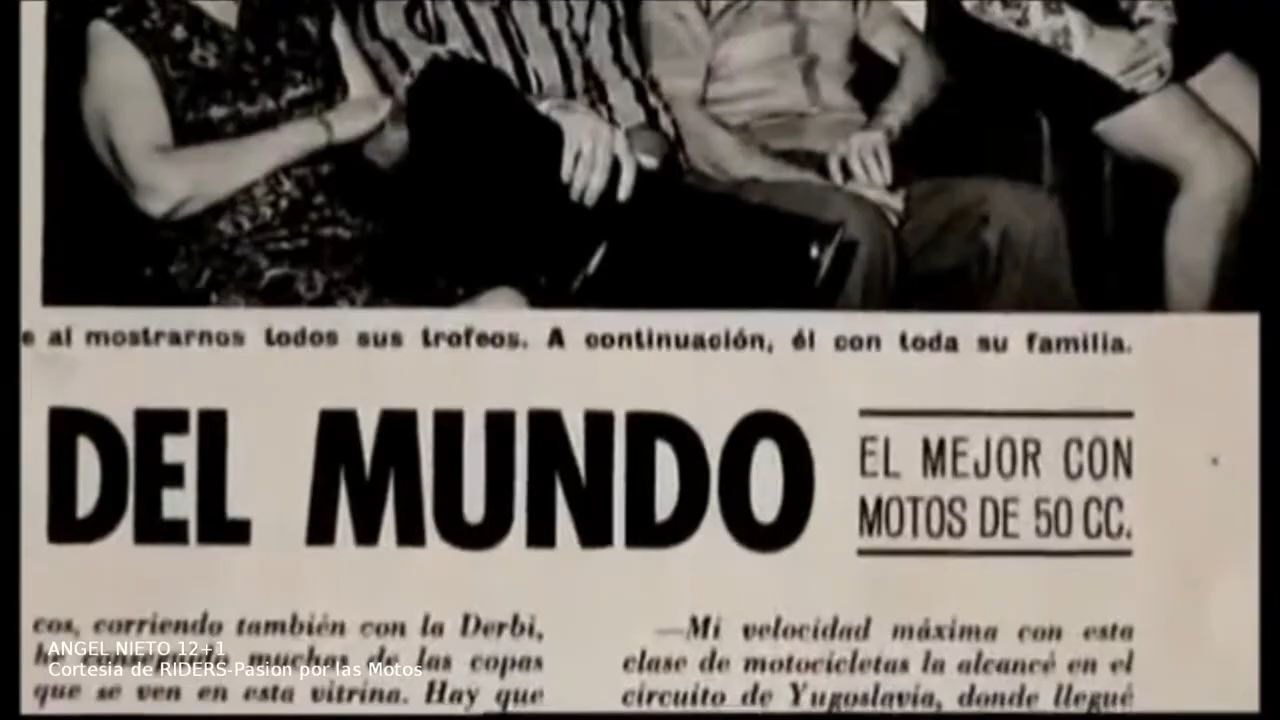 e al mostrarnos todos sus trofeos. A continuación, él con toda su familia.
DEL MUNDO
EL MEJOR CON
MOTOS DE 50 CC.
cos, corriendo también con la Derbi,
muchas de las copas
que se ven en esta vitrina. Hay que
—Mi velocidad máxima con esta
clase de motocicletas la alcancé en el
circuito de Yugoslavia, donde llegué
ANGEL NIETO 12+1
Cortesia de RIDERS-Pasion por las Motos